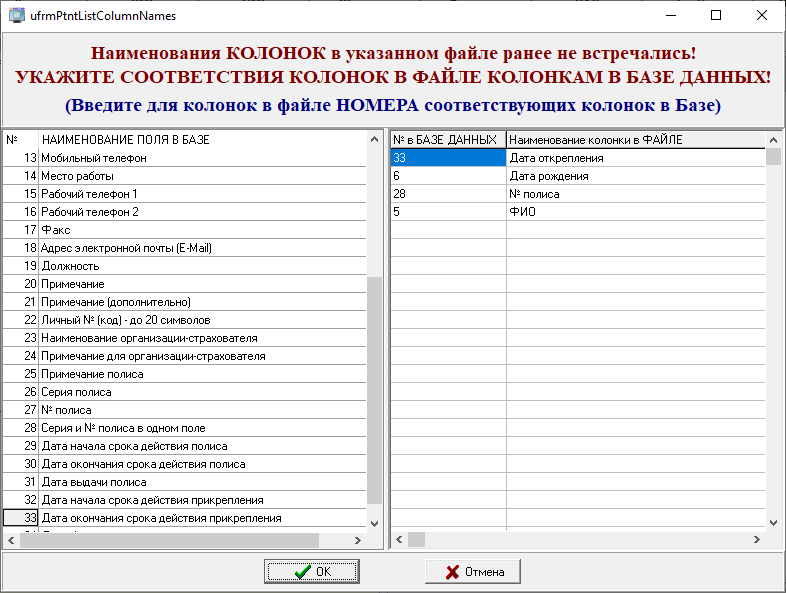 ufrmPtntListColumnNames
Наименования КОЛОНОК в указанном файле ранее не встречались!
УКАЖИТЕ СООТВЕТСТВИЯ КОЛОНОК В ФАЙЛЕ КОЛОНКАМ В БАЗЕ ДАННЫХ!
(Введите для колонок в файле НОМЕРА соответствующих колонок в Базе)
№ НАИМЕНОВАНИЕ ПОЛЯ В БАЗЕ
13 Мобильный телефон
14 Место работы
15 Рабочий телефон 1
16 Рабочий телефон 2
17 Факс
18 Адрес электронной почты (E-Mail)
19 Должность
20 Примечание
21 Примечание (дополнительно)
22 Личный № (код) - до 20 символов
23 Наименование организации-страхователя
24 Примечание для организации-страхователя
25 Примечание полиса
26 Серия полиса
27 № полиса
28 Серия и № полиса в одном поле
29 Дата начала срока действия полиса
30 Дата окончания срока действия полиса
31 Дата выдачи полиса
32 Дата начала срока действия прикрепления
33 Дата окончания срока действия прикрепления
№ в БАЗЕ ДАННЫХ Наименование колонки в ФАЙЛЕ
33 Дата открепления
6 Дата рождения
28 № полиса
5 ФИО
OK
Отмена